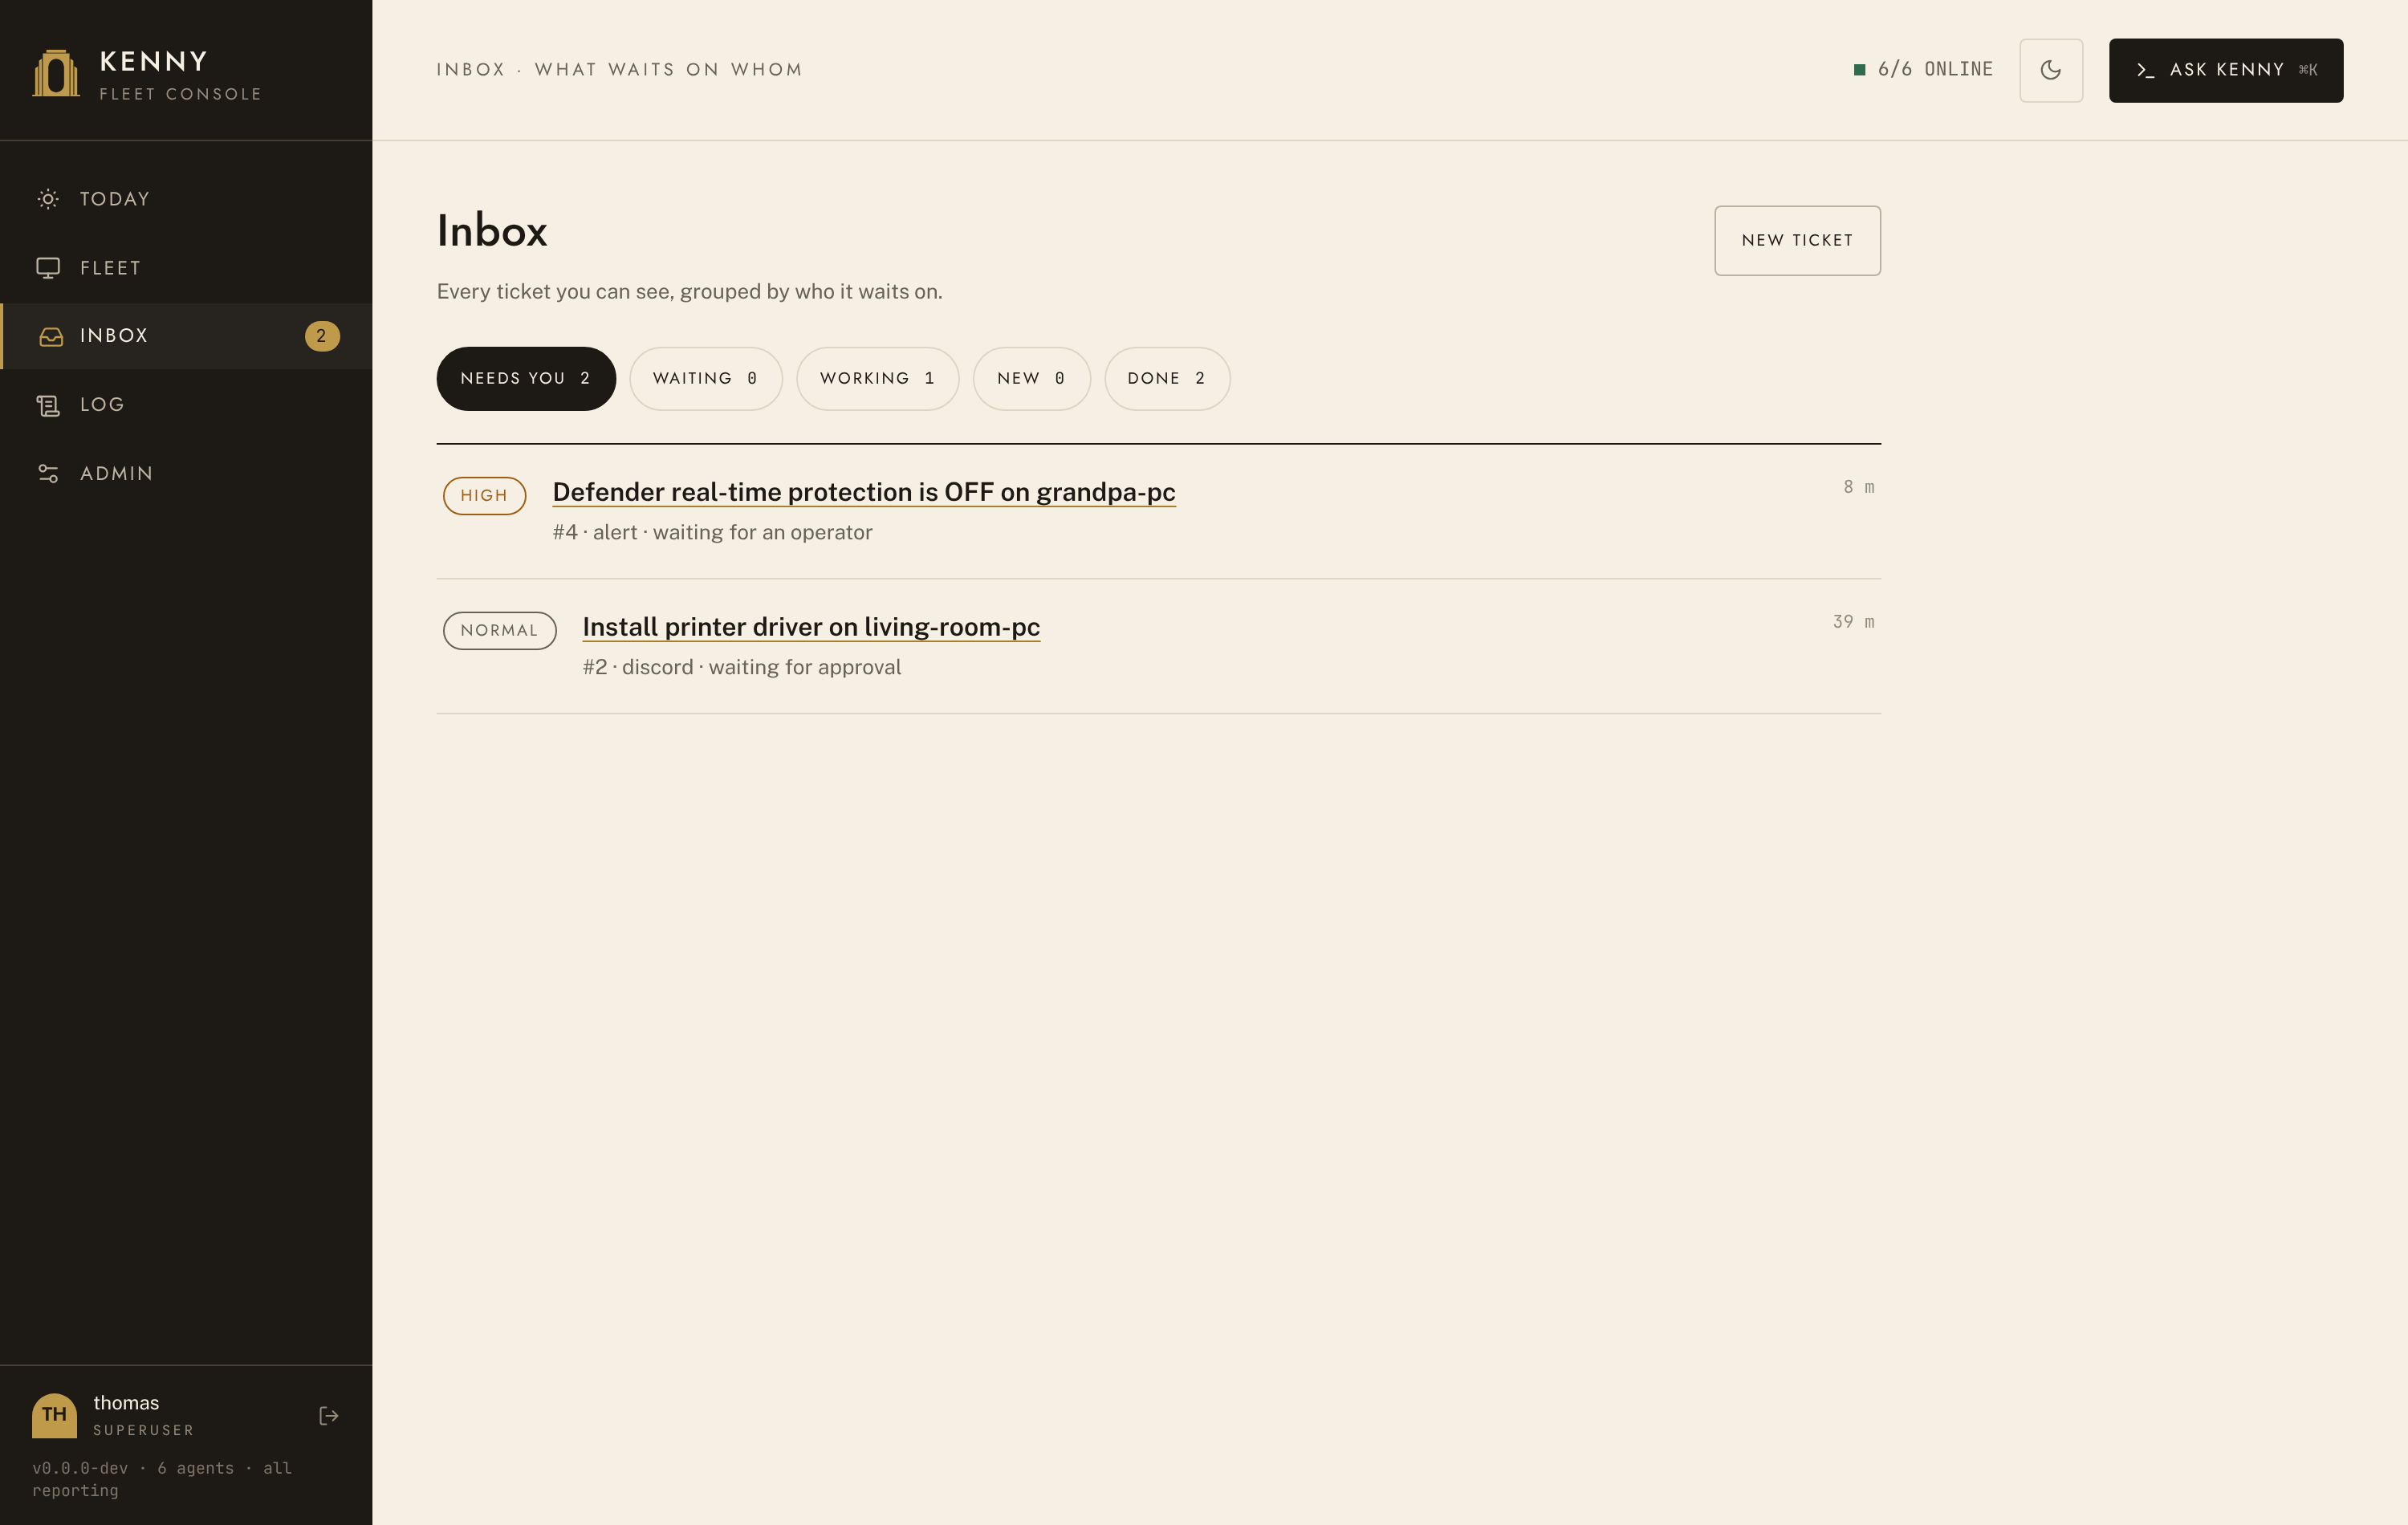 KENNY
FLEET CONSOLE
TODAY
FLEET
INBOX 2
LOG
ADMIN
TH
thomas
SUPERUSER
v0.0.0-dev · 6 agents · all
reporting
INBOX · WHAT WAITS ON WHOM
6/6 ONLINE
ASK KENNY ⌘K
Inbox
NEW TICKET
Every ticket you can see, grouped by who it waits on.
NEEDS YOU 2 WAITING 0 WORKING 1 NEW 0 DONE 2
HIGH Defender real-time protection is OFF on grandpa-pc 8 m
#4 · alert · waiting for an operator
NORMAL Install printer driver on living-room-pc 39 m
#2 · discord · waiting for approval